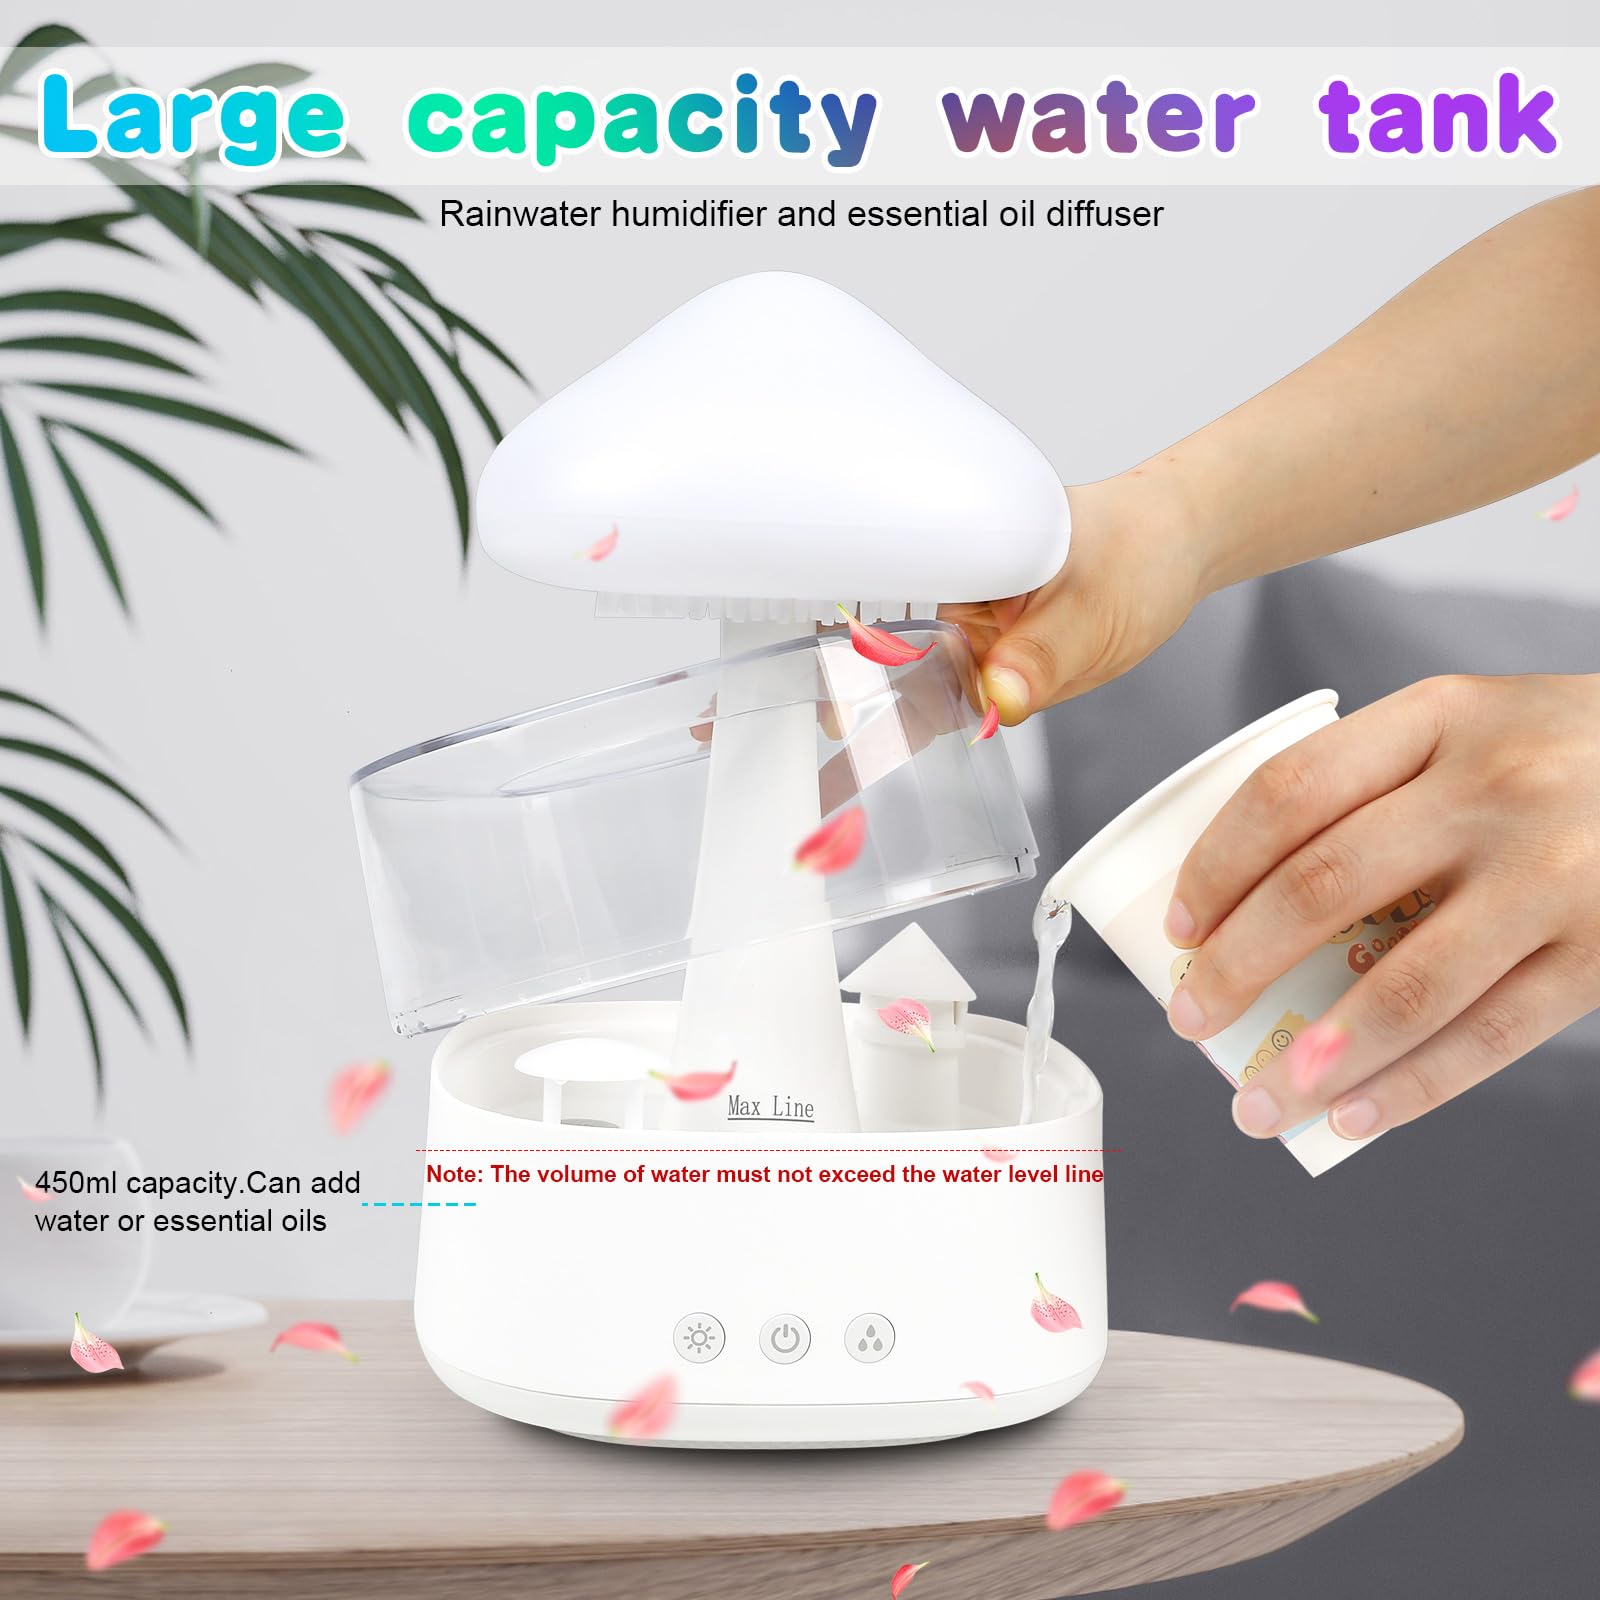 Large capacity water tank
Rainwater humidifier and essential oil diffuser
Max Line
Note: The volume of water must not exceed the water level line
450ml capacity.Can add
water or essential oils